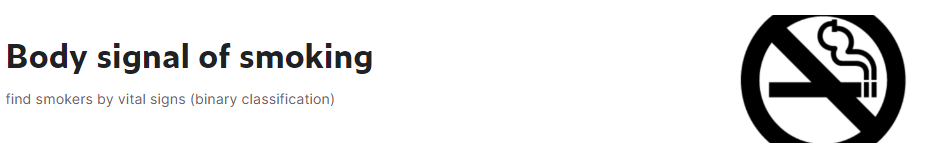 Body signal of smoking
find smokers by vital signs (binary classification)